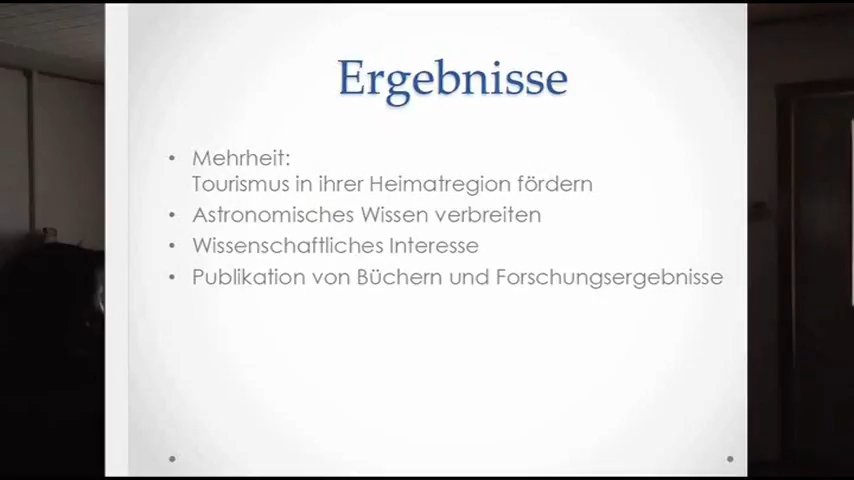 Ergebnisse
• Mehrheit:
Tourismus in ihrer Heimatregion fördern
• Astronomisches Wissen verbreiten
• Wissenschaftliches Interesse
• Publikation von Büchern und Forschungsergebnisse